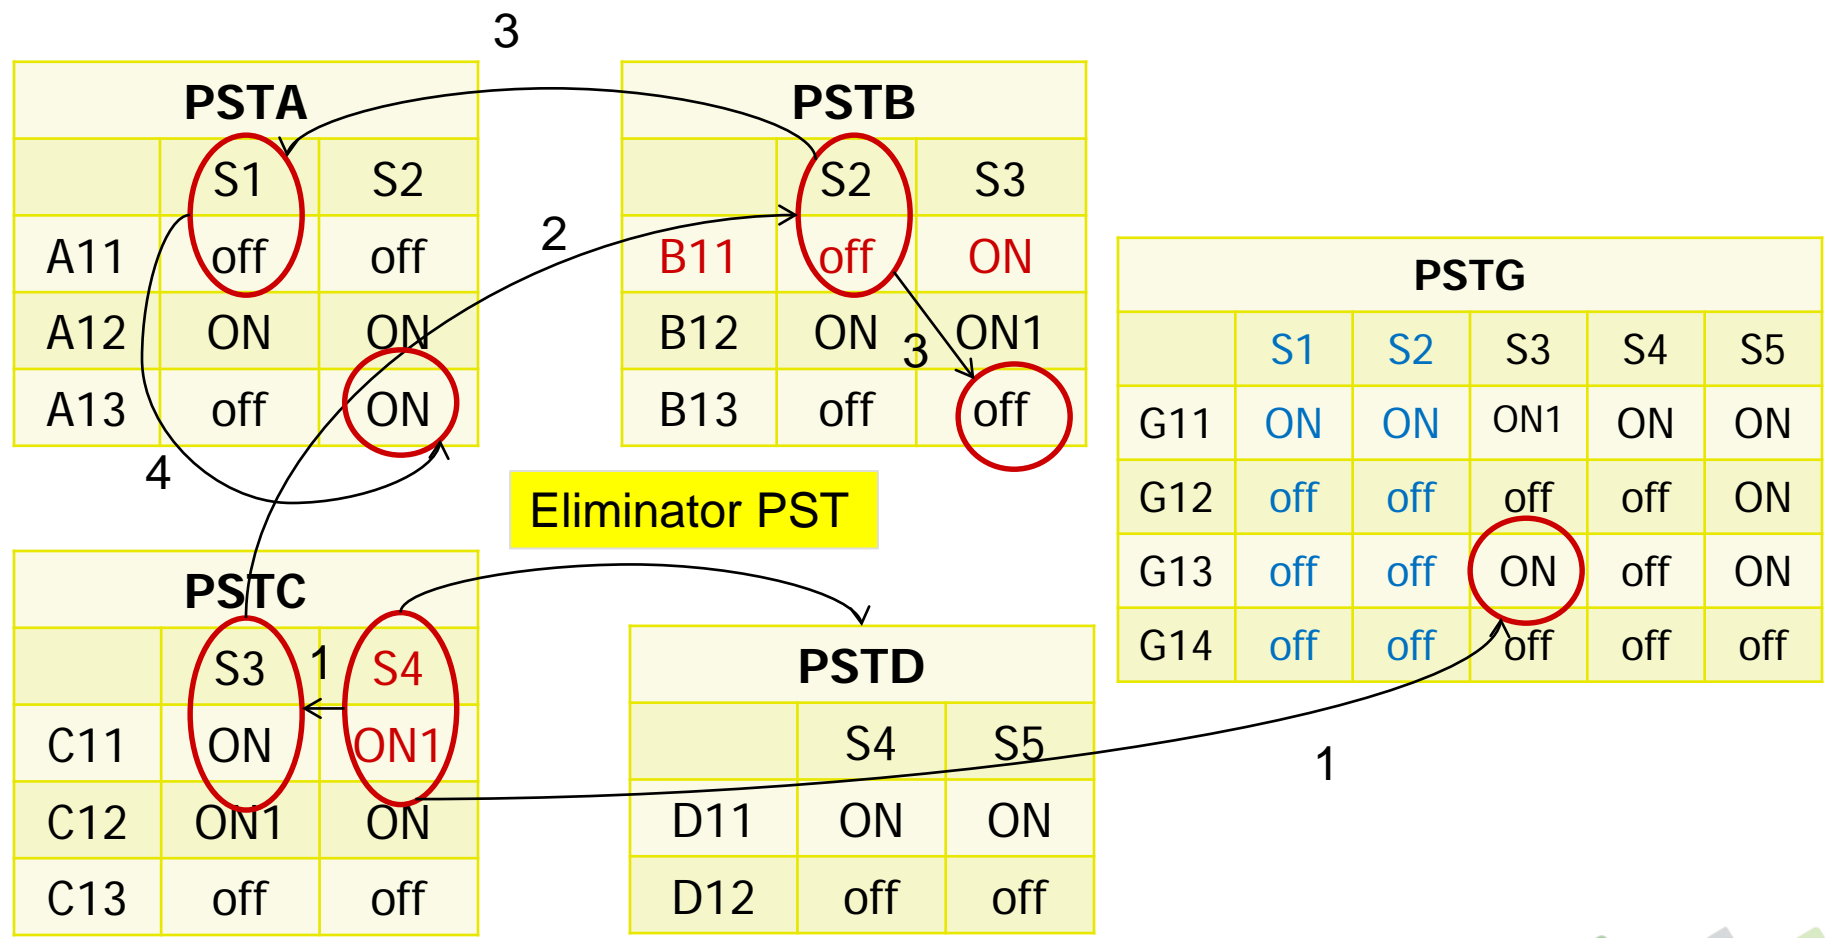 3
PSTA
S1 S2
A11 off off
A12 ON ON
A13 off ON
4
2
PSTB
S2 S3
B11 off ON
B12 ON ON1
3
B13 off off
Eliminator PST
PSTG
S1 S2 S3 S4 S5
G11 ON ON ON1 ON ON
G12 off off off off ON
G13 off off ON off ON
G14 off off off off off
1
PSTC
S3 1 S4
C11 ON ON1
C12 ON1 ON
C13 off off
PSTD
S4 S5
D11 ON ON
D12 off off